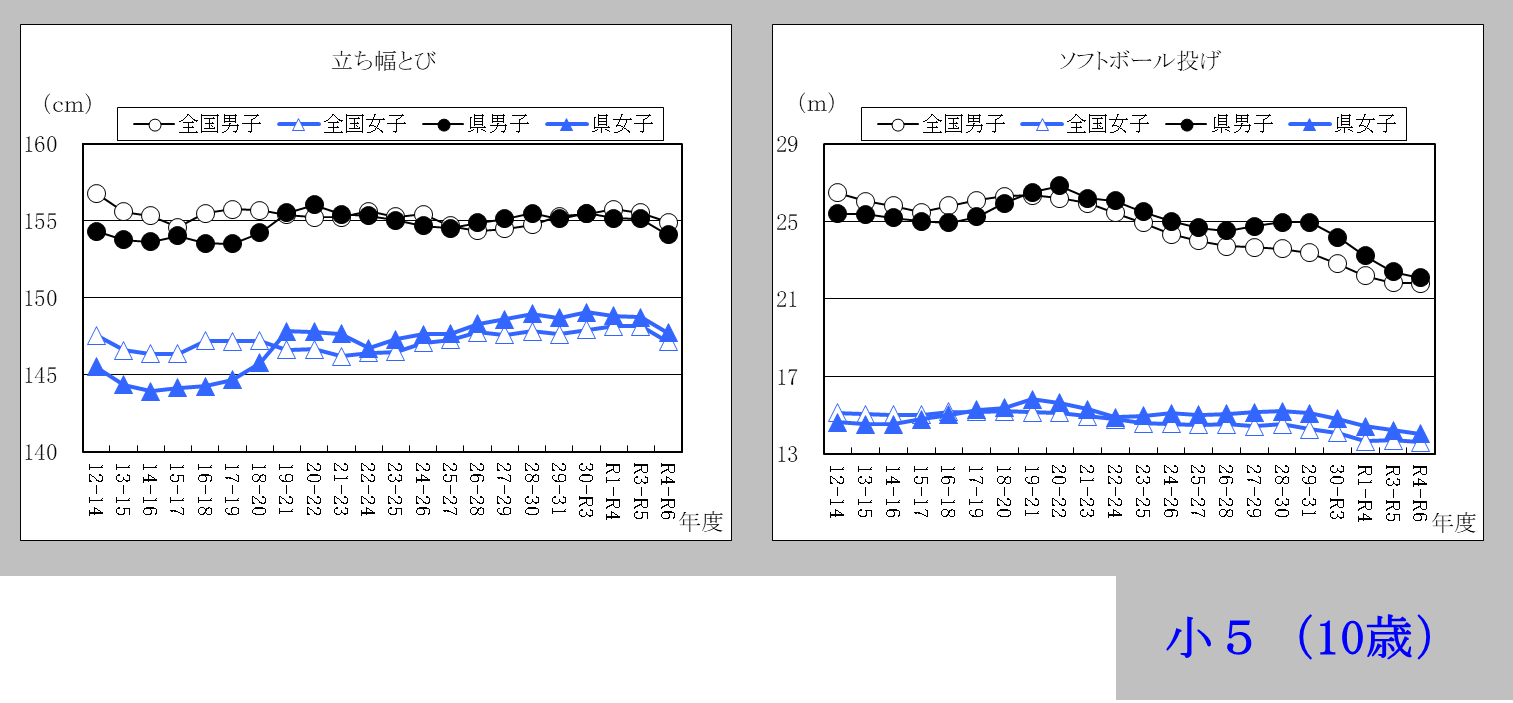 立ち幅とび
(cm)
全国男子 全国女子 県男子 県女子
160
155
150
145
140
12-14 13-15 14-16 15-17 16-18 17-19 18-20 19-21 20-22 21-23 22-24 23-25 24-26 25-27 26-28 27-29 28-30 29-31 30-R3 R1-R4 R3-R5 R4-R6
年度
ソフトボール投げ
(m)
全国男子 全国女子 県男子 県女子
29
25
21
17
13
12-14 13-15 14-16 15-17 16-18 17-19 18-20 19-21 20-22 21-23 22-24 23-25 24-26 25-27 26-28 27-29 28-30 29-31 30-R3 R1-R4 R3-R5 R4-R6
年度
小５ (10歳)